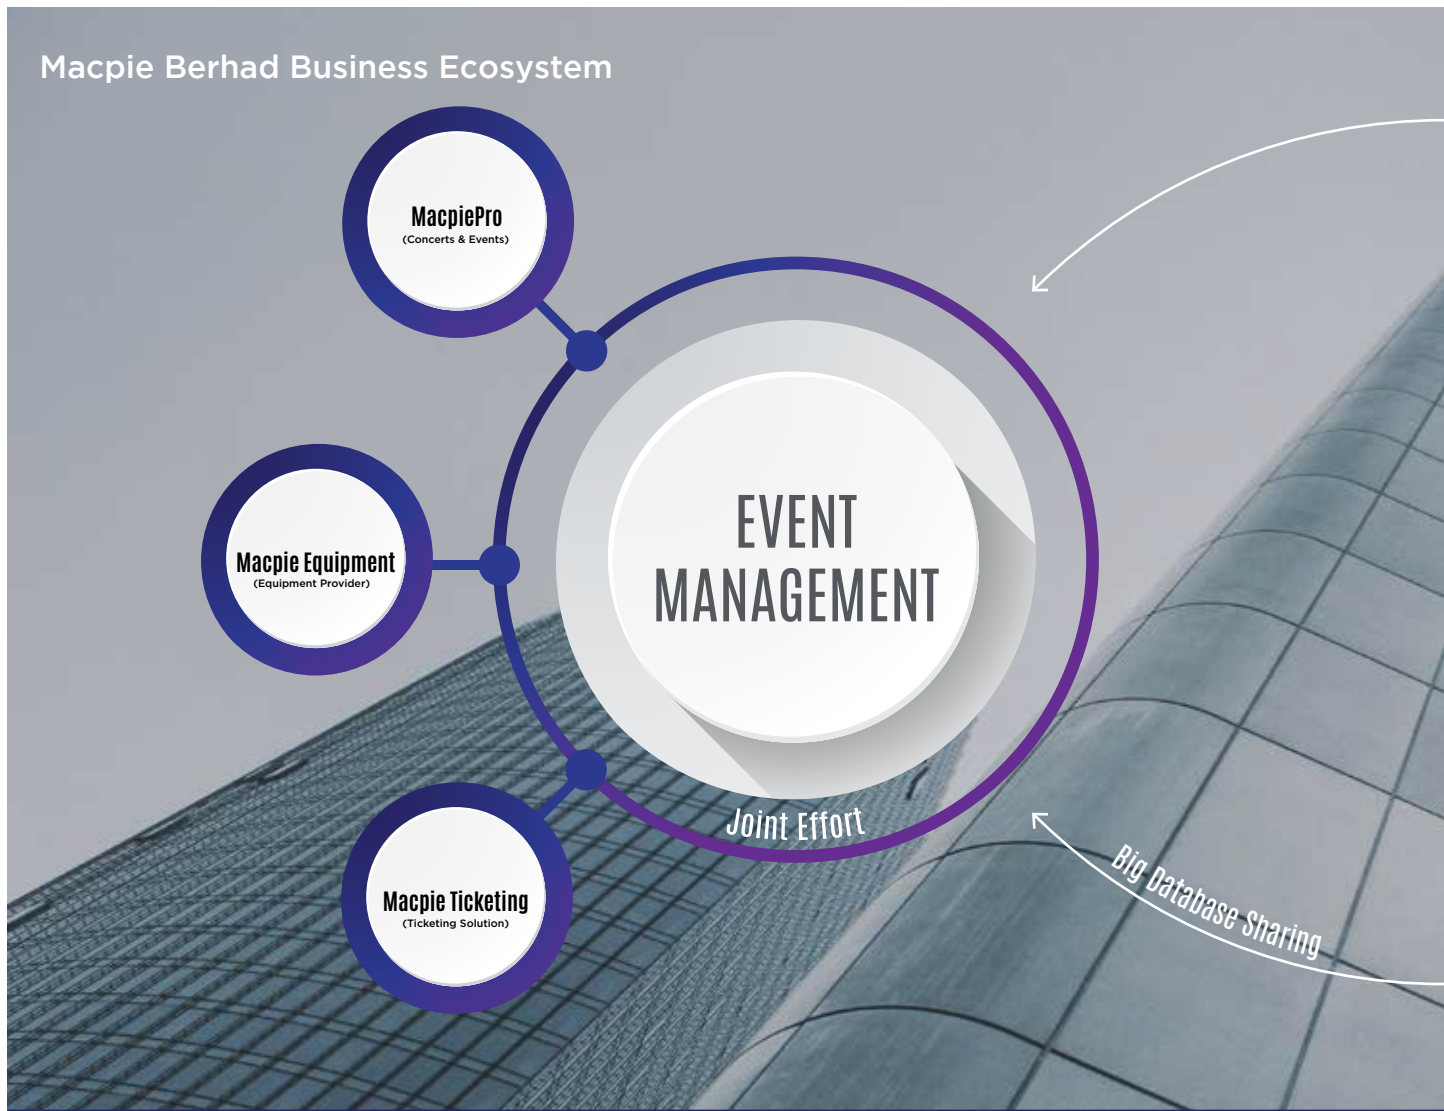 Macpie Berhad Business Ecosystem
MacpiePro
(Concerts & Events)
Macpie Equipment
(Equipment Provider)
EVENT
MANAGEMENT
Joint Effort
Macpie Ticketing
(Ticketing Solution)
Big Database Sharing